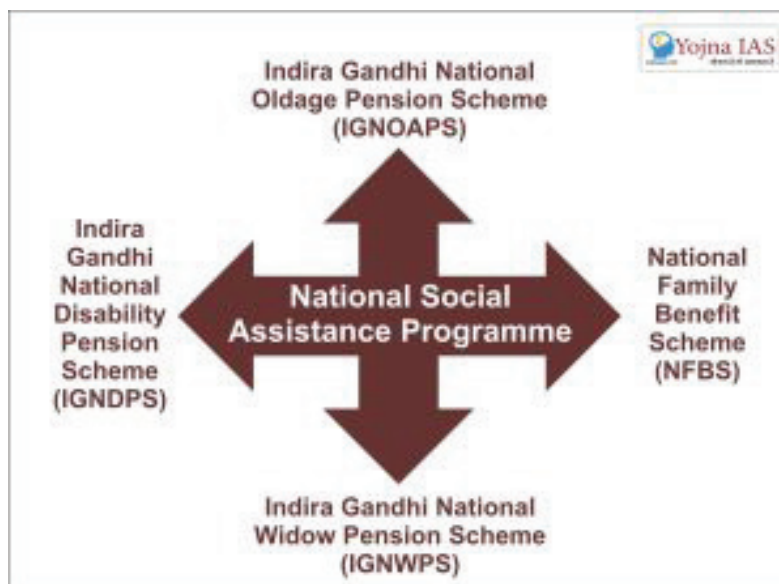 Yojna IAS
Indira Gandhi National
Oldage Pension Scheme
(IGNOAPS)
Indira
Gandhi
National
Disability
Pension
Scheme
(IGNDPS)
National Social
Assistance Programme
National
Family
Benefit
Scheme
(NFBS)
Indira Gandhi National
Widow Pension Scheme
(IGNWPS)